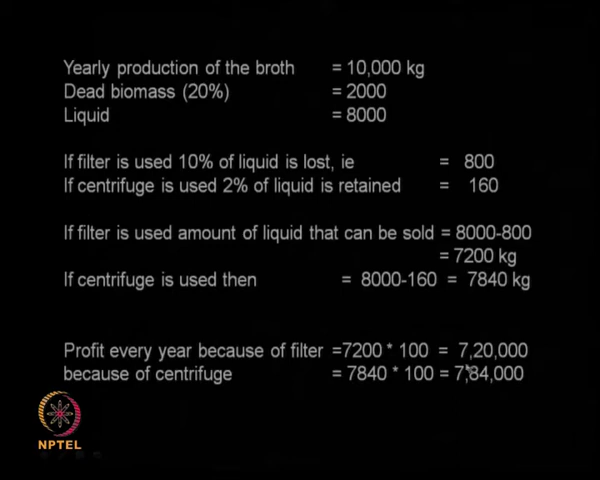 Yearly production of the broth = 10,000 kg
Dead biomass (20%) = 2000
Liquid = 8000
If filter is used 10% of liquid is lost, ie = 800
If centrifuge is used 2% of liquid is retained = 160
If filter is used amount of liquid that can be sold = 8000-800
= 7200 kg
If centrifuge is used then = 8000-160 = 7840 kg
Profit every year because of filter =7200 * 100 = 7,20,000
because of centrifuge = 7840 * 100 = 7,84,000
NPTEL